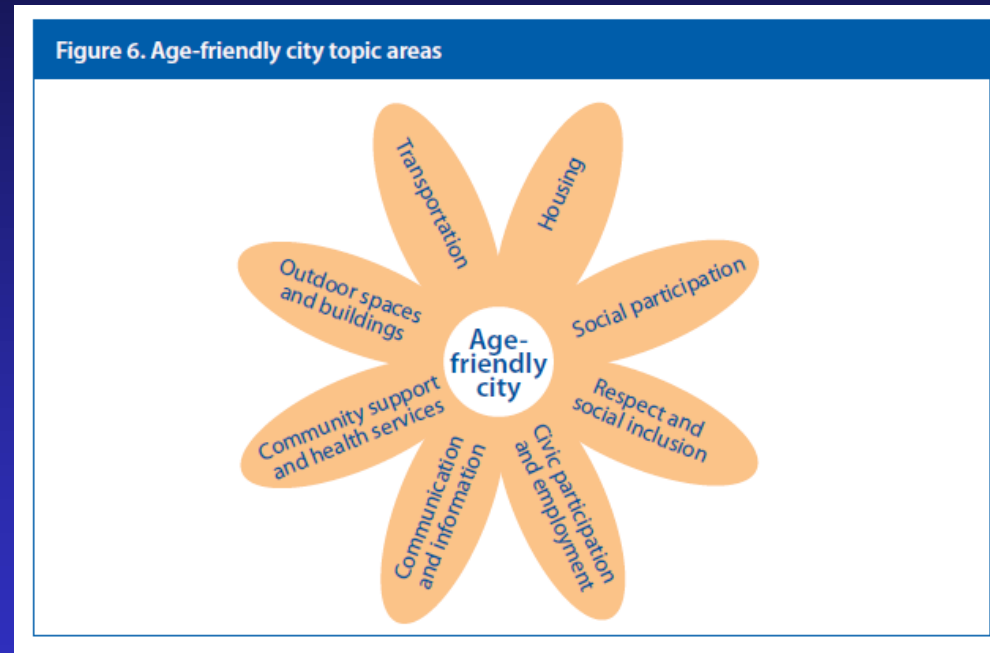 Figure 6. Age-friendly city topic areas
Transportation
Housing
Outdoor spaces
and buildings
Social participation
Age-
friendly
city
Community support
and health services
Respect and
social inclusion
Communication
and information
Civic participation
and employment